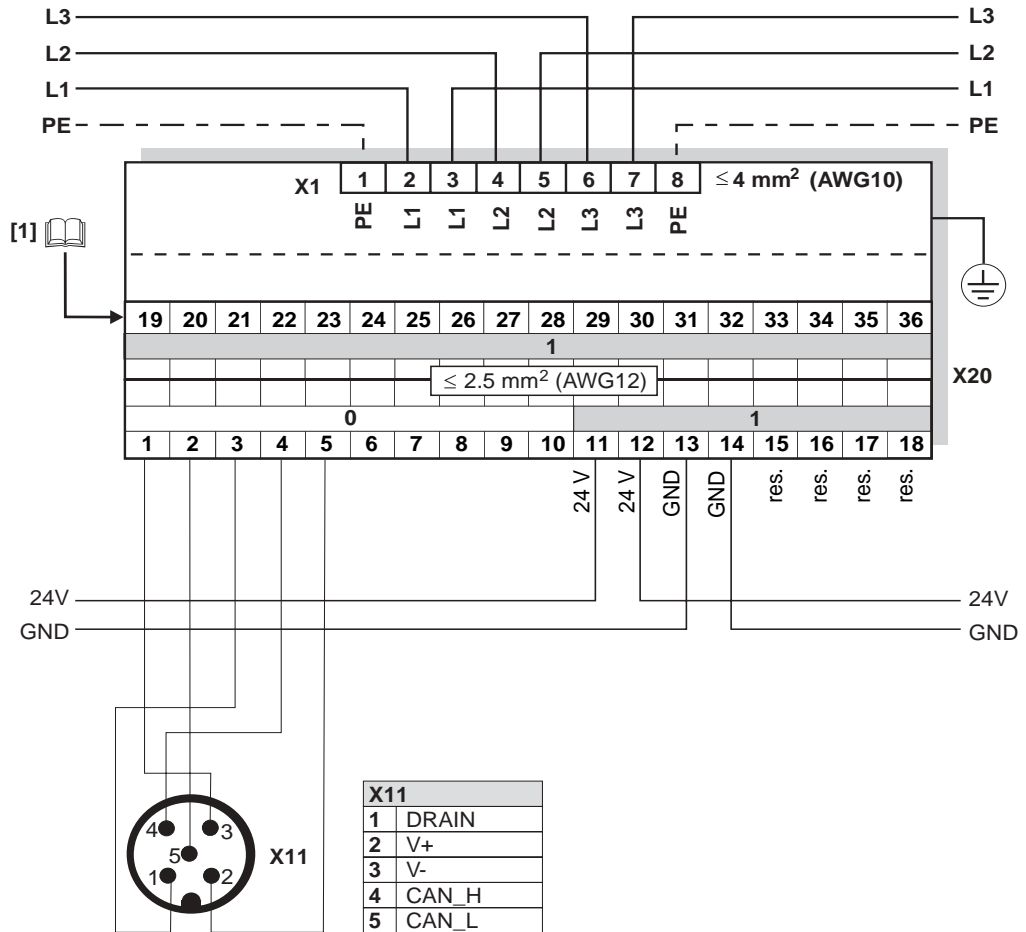 L3 L3
L2 L2
L1 L1
PE PE
X1 1 2 3 4 5 6 7 8 ≤ 4 mm² (AWG10)
PE L1 L1 L2 L2 L3 L3 PE
[1]
19 20 21 22 23 24 25 26 27 28 29 30 31 32 33 34 35 36
1
≤ 2.5 mm² (AWG12) X20
0 1
1 2 3 4 5 6 7 8 9 10 11 12 13 14 15 16 17 18
24 V 24 V GND GND res. res. res. res.
24V 24V
GND GND
X11
4 3
5 X11
1 2
1 DRAIN
2 V+
3 V-
4 CAN_H
5 CAN_L